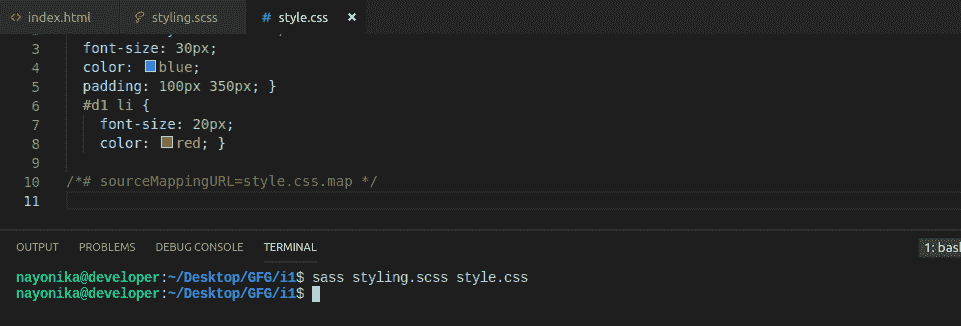 index.html styling.scss style.css
3 font-size: 30px;
4 color: blue;
5 padding: 100px 350px; }
6 #d1 li {
7 font-size: 20px;
8 color: red; }
9
10 /*# sourceMappingURL=style.css.map */
11
OUTPUT PROBLEMS DEBUG CONSOLE TERMINAL 1: bash
nayonika@developer:~/Desktop/GFG/i1$ sass styling.scss style.css
nayonika@developer:~/Desktop/GFG/i1$